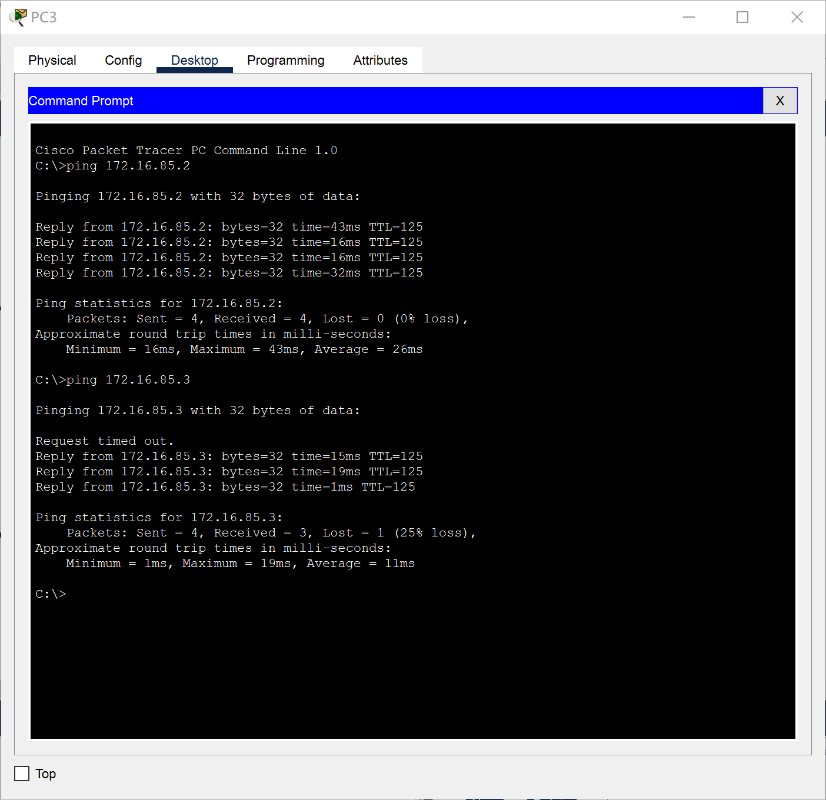 PC3
Physical Config Desktop Programming Attributes
Command Prompt X
Cisco Packet Tracer PC Command Line 1.0
C:\>ping 172.16.85.2
Pinging 172.16.85.2 with 32 bytes of data:
Reply from 172.16.85.2: bytes=32 time=43ms TTL=125
Reply from 172.16.85.2: bytes=32 time=16ms TTL=125
Reply from 172.16.85.2: bytes=32 time=16ms TTL=125
Reply from 172.16.85.2: bytes=32 time=32ms TTL=125
Ping statistics for 172.16.85.2:
Packets: Sent = 4, Received = 4, Lost = 0 (0% loss),
Approximate round trip times in milli-seconds:
Minimum = 16ms, Maximum = 43ms, Average = 26ms
C:\>ping 172.16.85.3
Pinging 172.16.85.3 with 32 bytes of data:
Request timed out.
Reply from 172.16.85.3: bytes=32 time=15ms TTL=125
Reply from 172.16.85.3: bytes=32 time=19ms TTL=125
Reply from 172.16.85.3: bytes=32 time=1ms TTL=125
Ping statistics for 172.16.85.3:
Packets: Sent = 4, Received = 3, Lost = 1 (25% loss),
Approximate round trip times in milli-seconds:
Minimum = 1ms, Maximum = 19ms, Average = 11ms
C:\>
Top